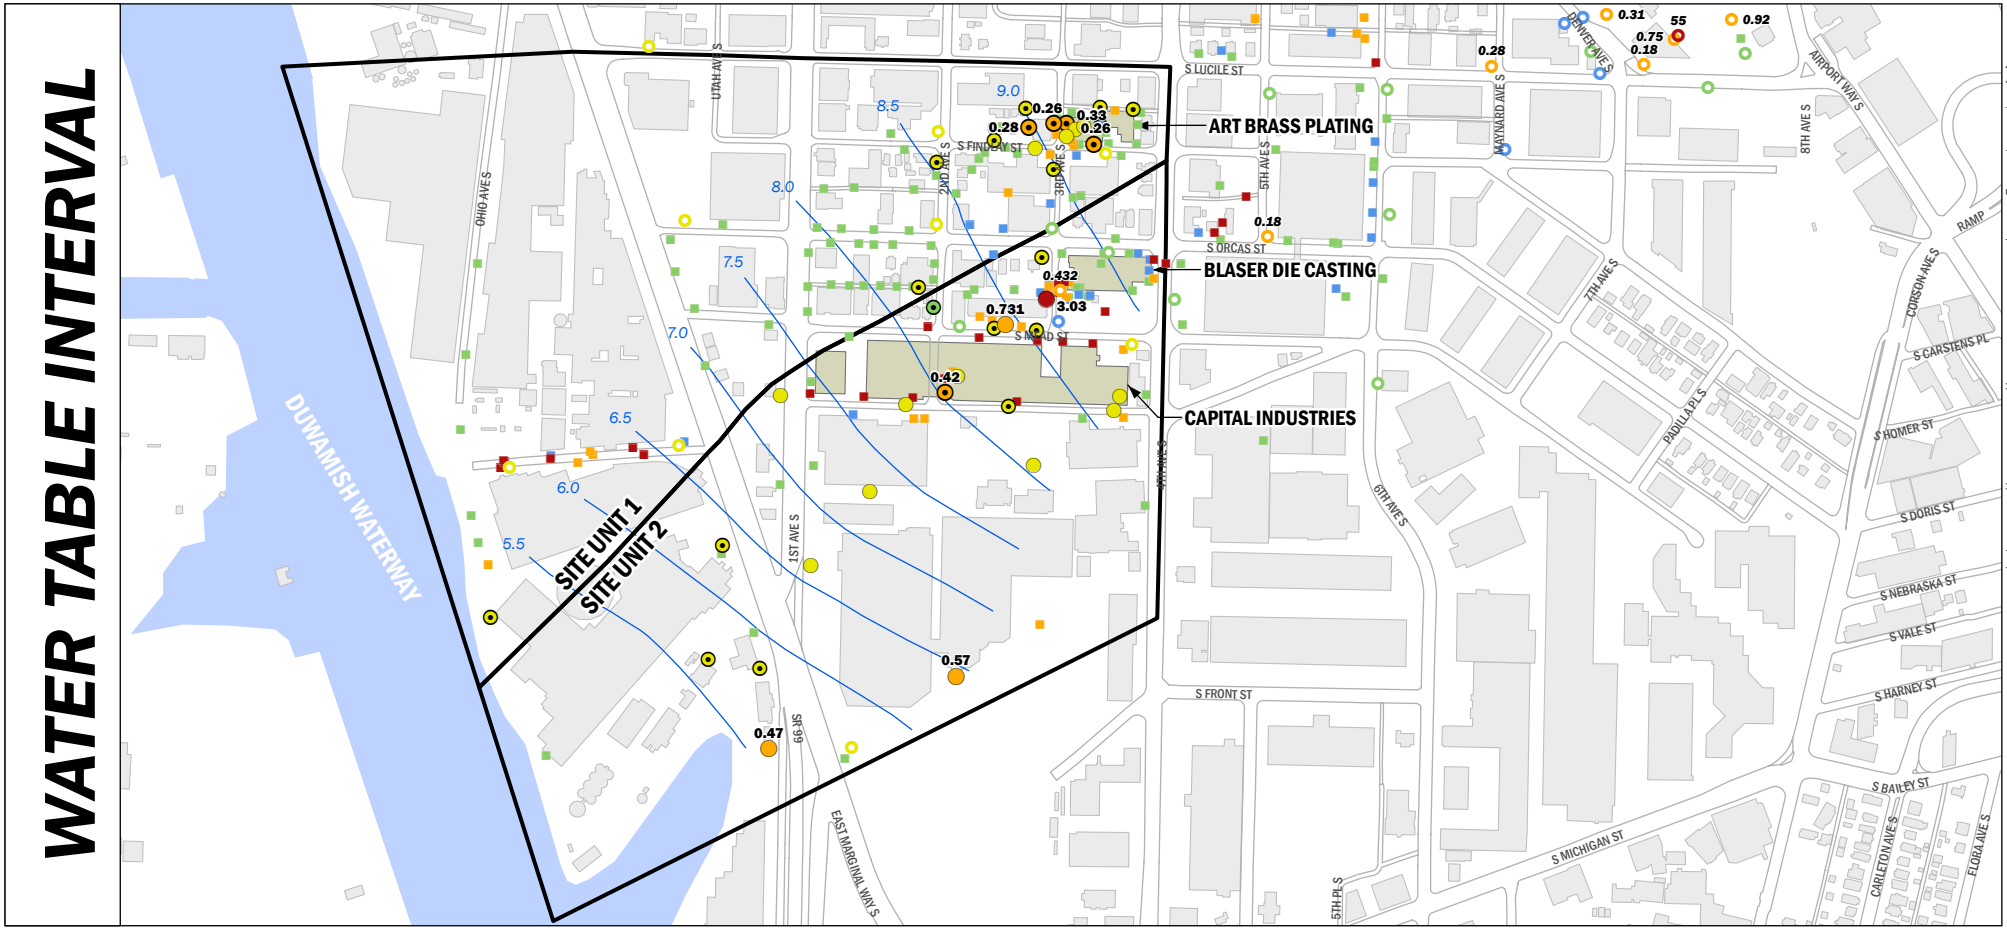 WATER TABLE INTERVAL
DUWAMISH WATERWAY
OHIO AVE S
UTAH AVE S
2ND AVE S
3RD AVE S
S FINDLAY ST
S LUCILE ST
5TH AVE S
MAYNARD AVE S
DENVER AVE S
AIRPORT WAY S
8TH AVE S
RAMP
0.31
55
0.92
0.75
0.18
0.28
9.0
8.5
8.0
7.5
7.0
6.5
6.0
5.5
0.26
0.33
0.28
0.26
ART BRASS PLATING
0.18
S ORCAS ST
BLASER DIE CASTING
0.432
3.03
0.731
S MEAD ST
0.42
CAPITAL INDUSTRIES
4TH AVE S
7TH AVE S
6TH AVE S
CORSON AVE S
S CARSTENS PL
PADILLA PL S
S HOMER ST
S DORIS ST
S NEBRASKA ST
S VALE ST
S HARNEY ST
S FRONT ST
S BAILEY ST
S MICHIGAN ST
CARLETON AVE S
FLORA AVE S
5TH PL S
SITE UNIT 1
SITE UNIT 2
1ST AVE S
0.57
0.47
SR 99
EAST MARGINAL WAY S